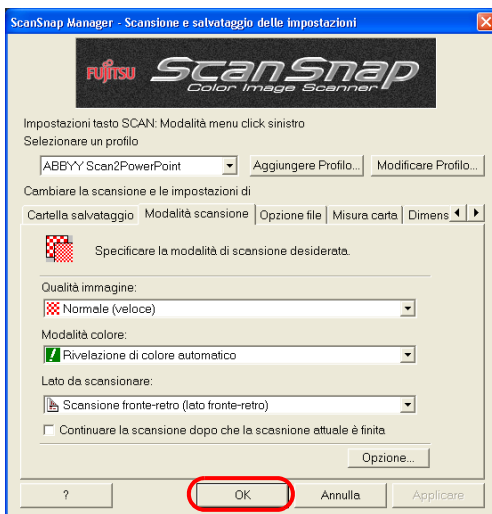 ScanSnap Manager - Scansione e salvataggio delle impostazioni
FUJITSU ScanSnap
Color Image Scanner
Impostazioni tasto SCAN: Modalità menu click sinistro
Selezionare un profilo
ABBYY Scan2PowerPoint Aggiungere Profilo... Modificare Profilo...
Cambiare la scansione e le impostazioni di
Cartella salvataggio Modalità scansione Opzione file Misura carta Dimens
Specificare la modalità di scansione desiderata.
Qualità immagine:
Normale (veloce)
Modalità colore:
Rivelazione di colore automatico
Lato da scansionare:
Scansione fronte-retro (lato fronte-retro)
Continuare la scansione dopo che la scasnione attuale è finita
Opzione...
? OK Annulla Applicare